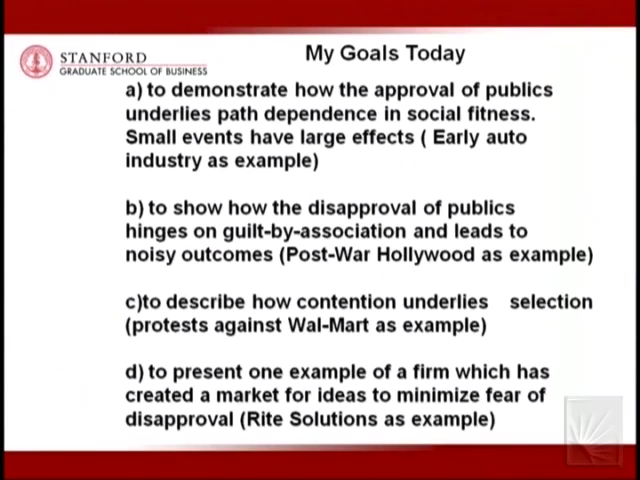 STANFORD
GRADUATE SCHOOL OF BUSINESS
My Goals Today
a) to demonstrate how the approval of publics
underlies path dependence in social fitness.
Small events have large effects ( Early auto
industry as example)
b) to show how the disapproval of publics
hinges on guilt-by-association and leads to
noisy outcomes (Post-War Hollywood as example)
c)to describe how contention underlies selection
(protests against Wal-Mart as example)
d) to present one example of a firm which has
created a market for ideas to minimize fear of
disapproval (Rite Solutions as example)